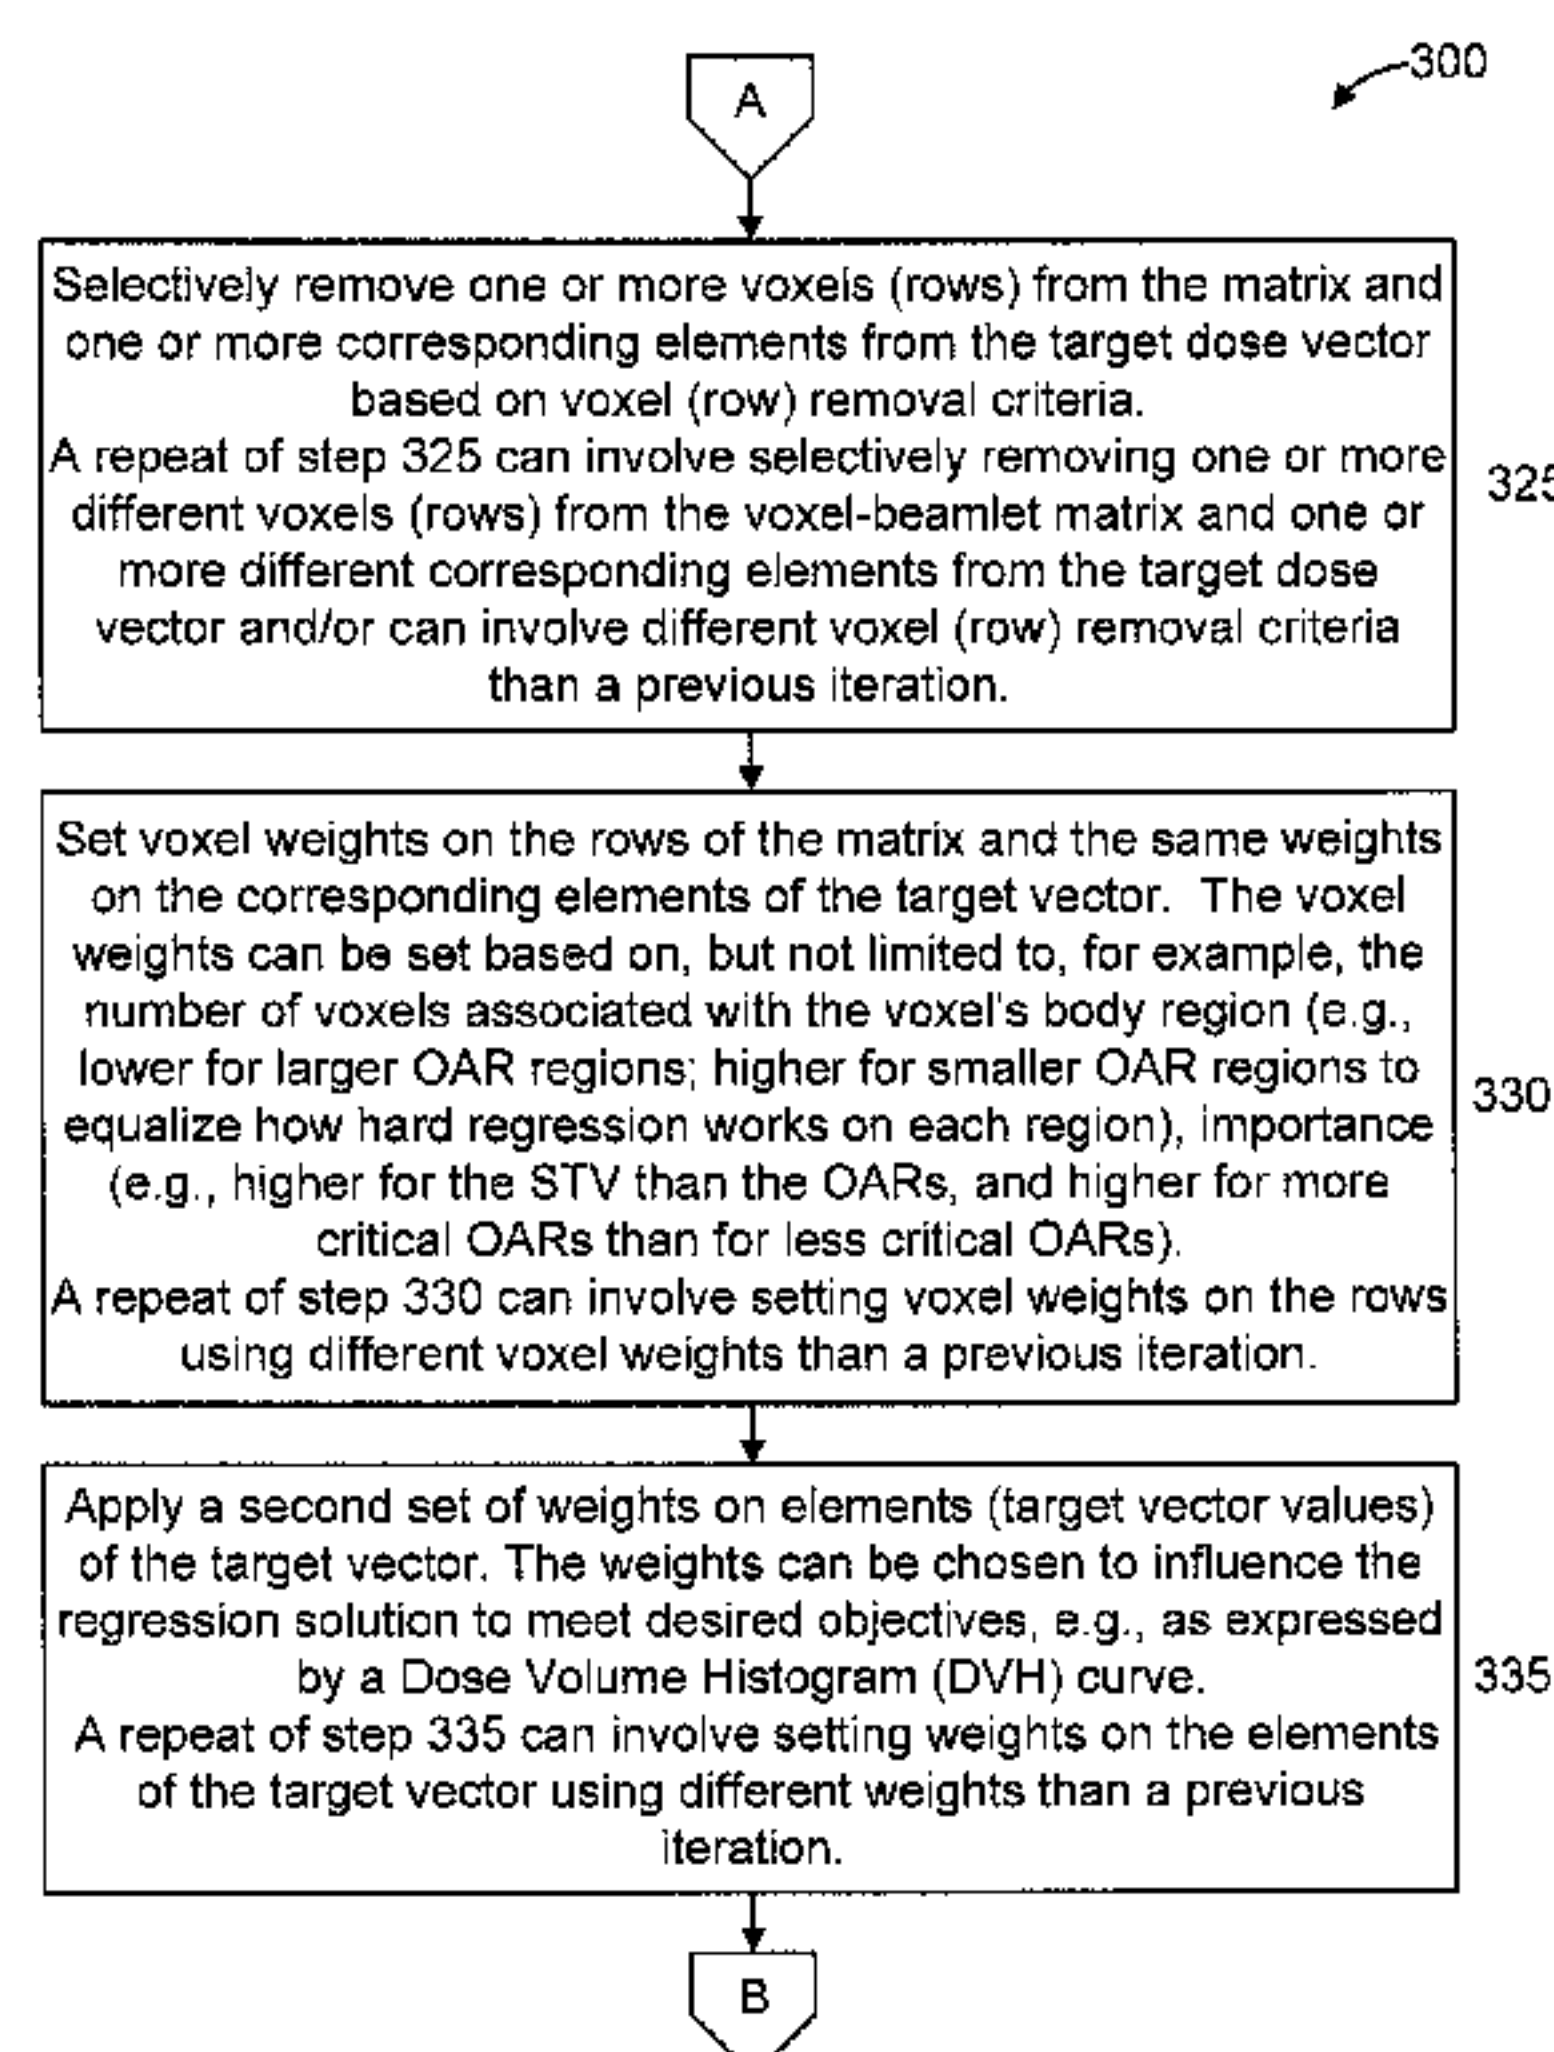 A
300
Selectively remove one or more voxels (rows) from the matrix and
one or more corresponding elements from the target dose vector
based on voxel (row) removal criteria.
A repeat of step 325 can involve selectively removing one or more
different voxels (rows) from the voxel-beamlet matrix and one or
more different corresponding elements from the target dose
vector and/or can involve different voxel (row) removal criteria
than a previous iteration.
325
Set voxel weights on the rows of the matrix and the same weights
on the corresponding elements of the target vector. The voxel
weights can be set based on, but not limited to, for example, the
number of voxels associated with the voxel's body region (e.g.,
lower for larger OAR regions; higher for smaller OAR regions to
equalize how hard regression works on each region), importance
(e.g., higher for the STV than the OARs, and higher for more
critical OARs than for less critical OARs).
A repeat of step 330 can involve setting voxel weights on the rows
using different voxel weights than a previous iteration.
330
Apply a second set of weights on elements (target vector values)
of the target vector. The weights can be chosen to influence the
regression solution to meet desired objectives, e.g., as expressed
by a Dose Volume Histogram (DVH) curve.
A repeat of step 335 can involve setting weights on the elements
of the target vector using different weights than a previous
iteration.
335
B